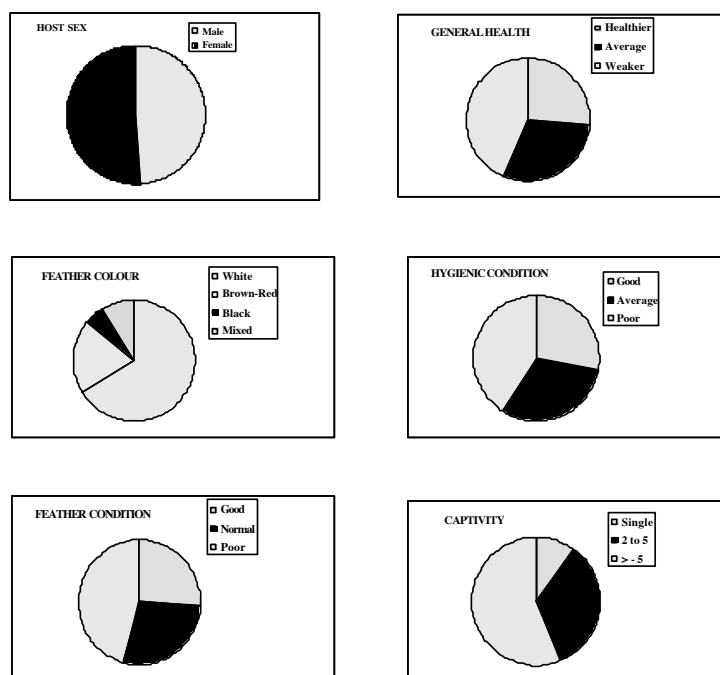 HOST SEX
Male
Female
GENERAL HEALTH
Healthier
Average
Weaker
FEATHER COLOUR
White
Brown-Red
Black
Mixed
HYGIENIC CONDITION
Good
Average
Poor
FEATHER CONDITION
Good
Normal
Poor
CAPTIVITY
Single
2 to 5
> - 5